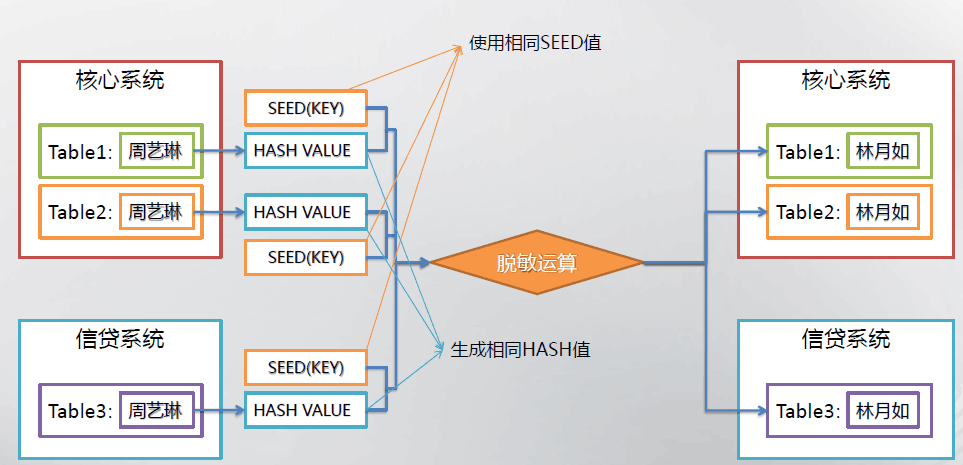 使用相同SEED值
核心系统
SEED(KEY)
Table1: 周艺琳
HASH VALUE
Table2: 周艺琳
HASH VALUE
SEED(KEY)
信贷系统
SEED(KEY)
Table3: 周艺琳
HASH VALUE
脱敏运算
生成相同HASH值
核心系统
Table1: 林月如
Table2: 林月如
信贷系统
Table3: 林月如